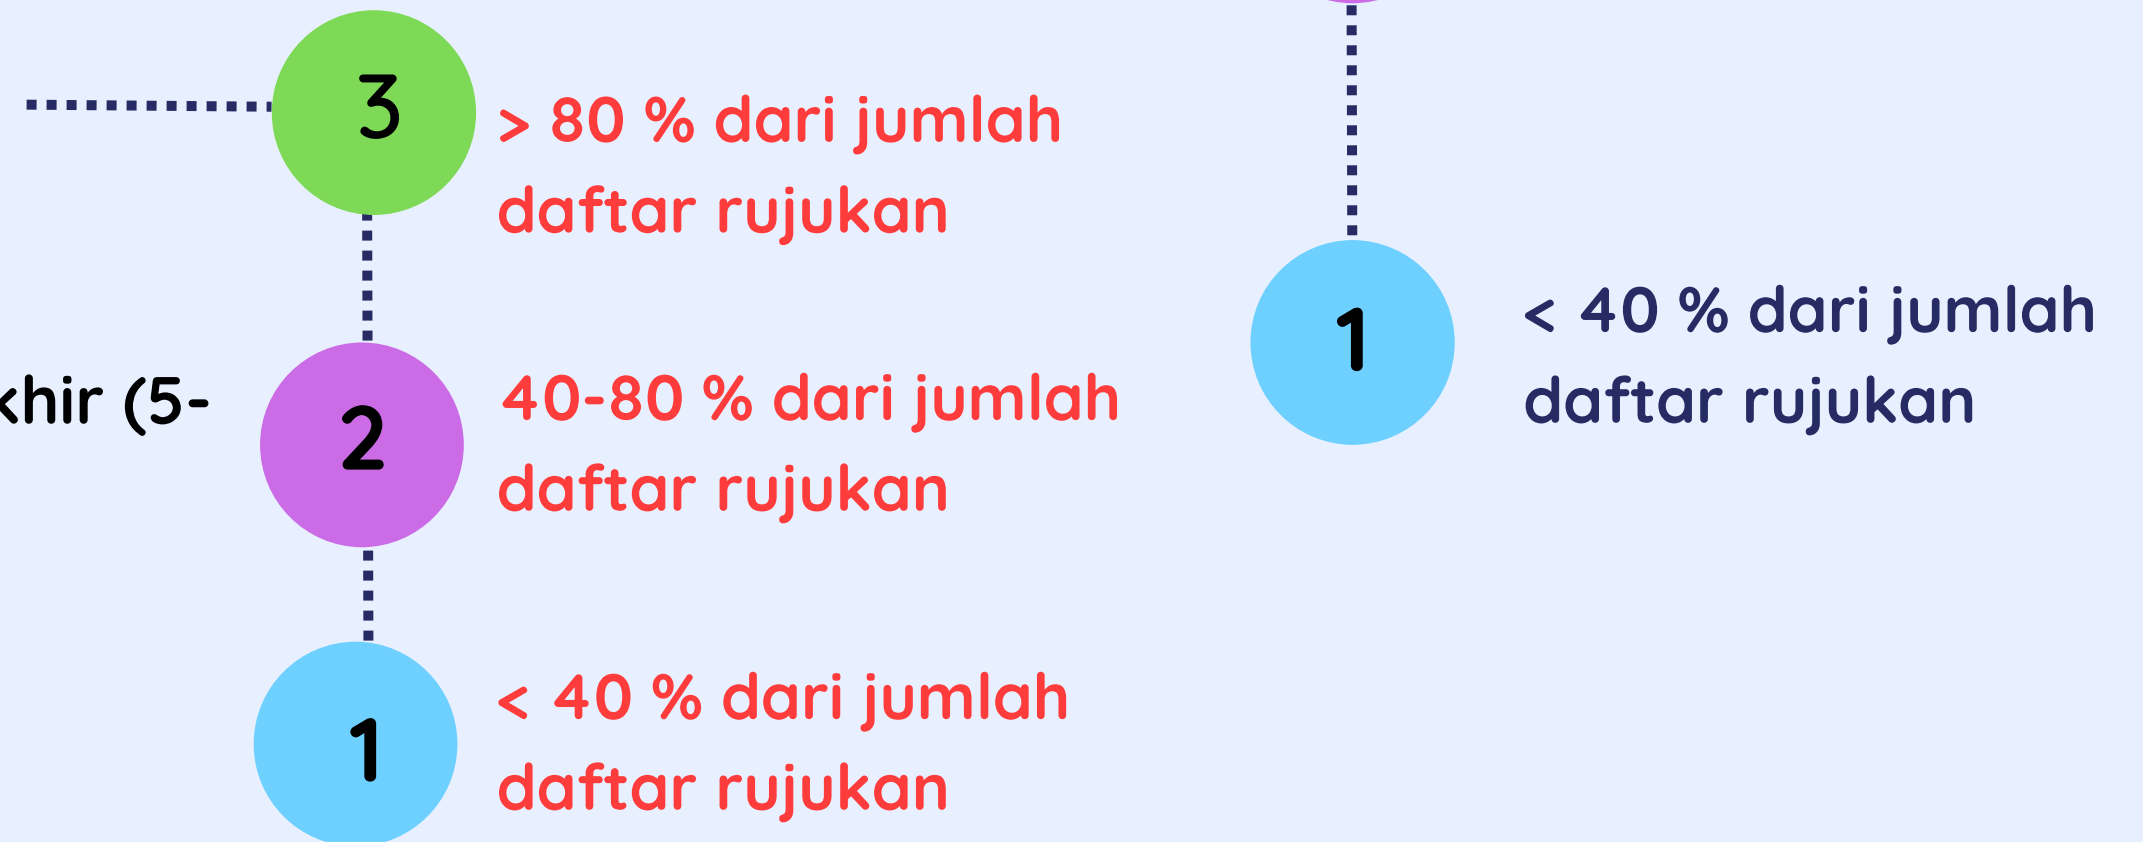 3
> 80 % dari jumlah
daftar rujukan
khir (5-
2
40-80 % dari jumlah
daftar rujukan
1
< 40 % dari jumlah
daftar rujukan
1
< 40 % dari jumlah
daftar rujukan